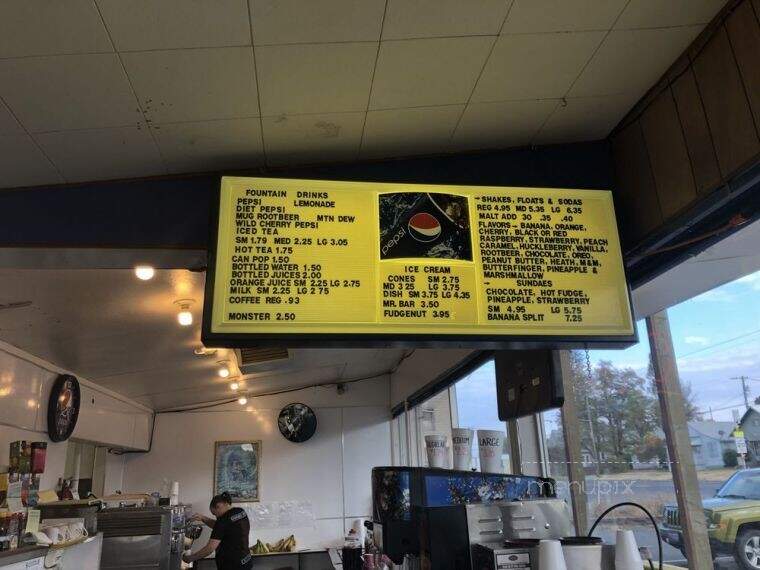 FOUNTAIN DRINKS
PEPSI LEMONADE
DIET PEPSI
MUG ROOTBEER MTN DEW
WILD CHERRY PEPSI
ICED TEA
SM 1.79 MED 2.25 LG 3.05
HOT TEA 1.75
CAN POP 1.50
BOTTLED WATER 1.50
BOTTLED JUICES 2.00
ORANGE JUICE SM 2.25 LG 2.75
MILK SM 2.25 LG 2 75
COFFEE REG .93
MONSTER 2.50
pepsi
ICE CREAM
CONES SM 2.75
MD 3 25 LG 3.75
DISH SM 3.75 LG 4.35
MR. BAR 3.50
FUDGENUT 3.95
- SHAKES, FLOATS & SODAS
REG 4.95 MD 5.35 LG 6.35
MALT ADD 30 .35 .40
FLAVORS - BANANA, ORANGE,
CHERRY, BLACK OR RED
RASPBERRY, STRAWBERRY, PEACH
CARAMEL, HUCKLEBERRY, VANILLA,
ROOTBEER, CHOCOLATE, OREO,
PEANUT BUTTER, HEATH, M&M,
BUTTERFINGER, PINEAPPLE &
MARSHMALLOW
- SUNDAES
CHOCOLATE, HOT FUDGE,
PINEAPPLE, STRAWBERRY
SM 4.95 LG 5.75
BANANA SPLIT 7.25
MEDIUM
LARGE
menupix